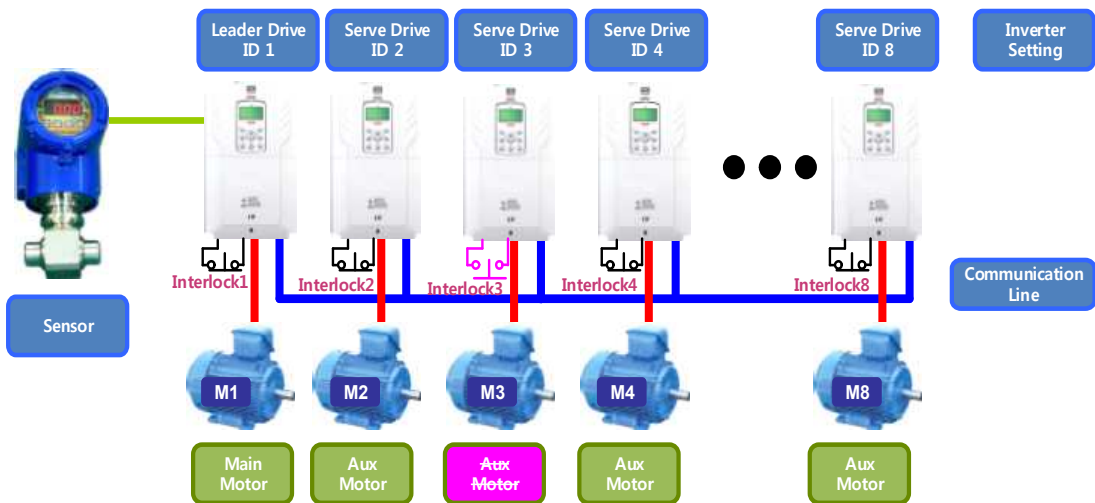 Leader Drive
ID 1
Serve Drive
ID 2
Serve Drive
ID 3
Serve Drive
ID 4
Serve Drive
ID 8
Inverter
Setting
Interlock1
Interlock2
Interlock3
Interlock4
Interlock8
Communication
Line
Sensor
M1
M2
M3
M4
M8
Main
Motor
Aux
Motor
Aux
Motor
Aux
Motor
Aux
Motor